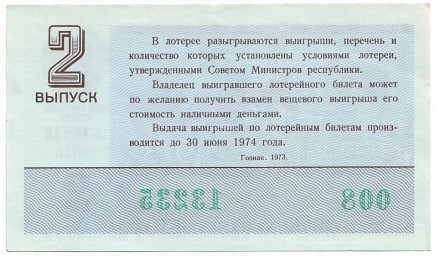 2
ВЫПУСК
В лотерее разыгрываются выигрыши, перечень и
количество которых установлены условиями лотереи,
утвержденными Советом Министров республики.
Владелец выигравшего лотерейного билета может
по желанию получить взамен вещевого выигрыша его
стоимость наличными деньгами.
Выдача выигрышей по лотерейным билетам произ-
водится до 30 июня 1974 года.
Гознак. 1973.
13235 008